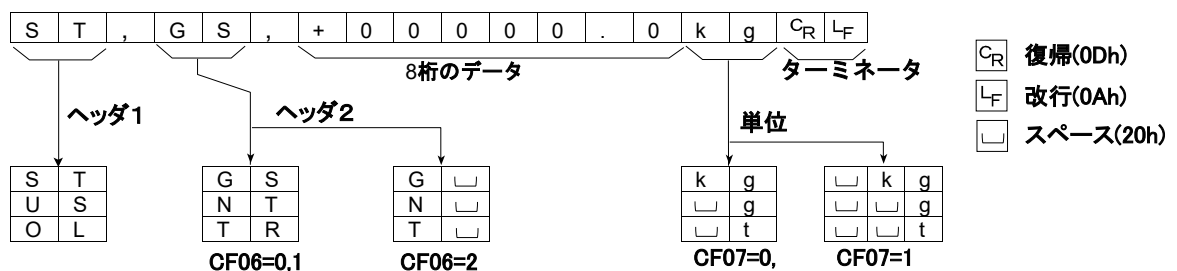 S T , G S , + 0 0 0 0 0 . 0 k g CR LF
8桁のデータ
ターミネータ
ヘッダ1
ヘッダ2
単位
CR 復帰(0Dh)
LF 改行(0Ah)
␣ スペース(20h)
S T
U S
O L
G S
N T
T R
CF06=0,1
G ␣
N ␣
T ␣
CF06=2
k g
␣ g
␣ t
CF07=0,
␣ k g
␣ ␣ g
␣ ␣ t
CF07=1